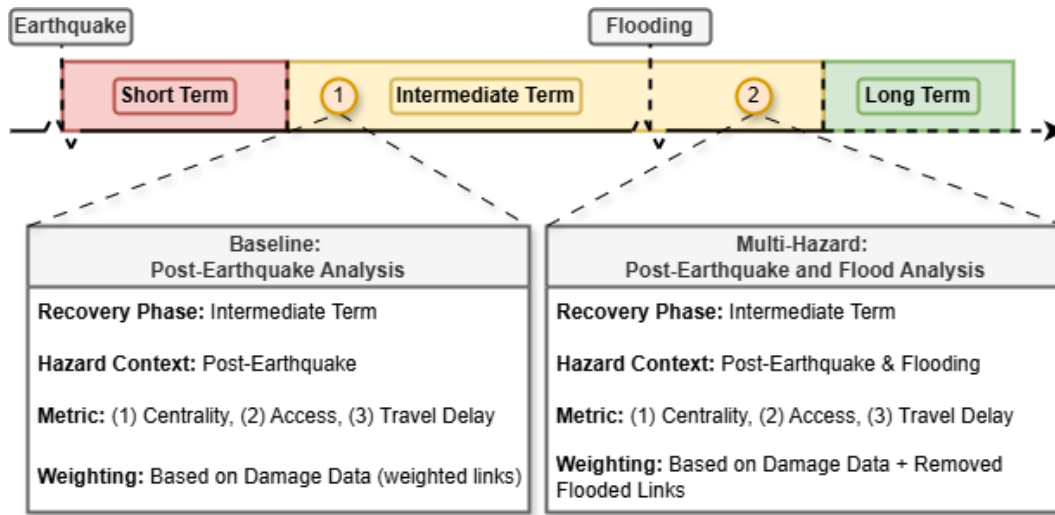 Earthquake
Flooding
Short Term
1
Intermediate Term
2
Long Term
Baseline:
Post-Earthquake Analysis
Recovery Phase: Intermediate Term
Hazard Context: Post-Earthquake
Metric: (1) Centrality, (2) Access, (3) Travel Delay
Weighting: Based on Damage Data (weighted links)
Multi-Hazard:
Post-Earthquake and Flood Analysis
Recovery Phase: Intermediate Term
Hazard Context: Post-Earthquake & Flooding
Metric: (1) Centrality, (2) Access, (3) Travel Delay
Weighting: Based on Damage Data + Removed
Flooded Links